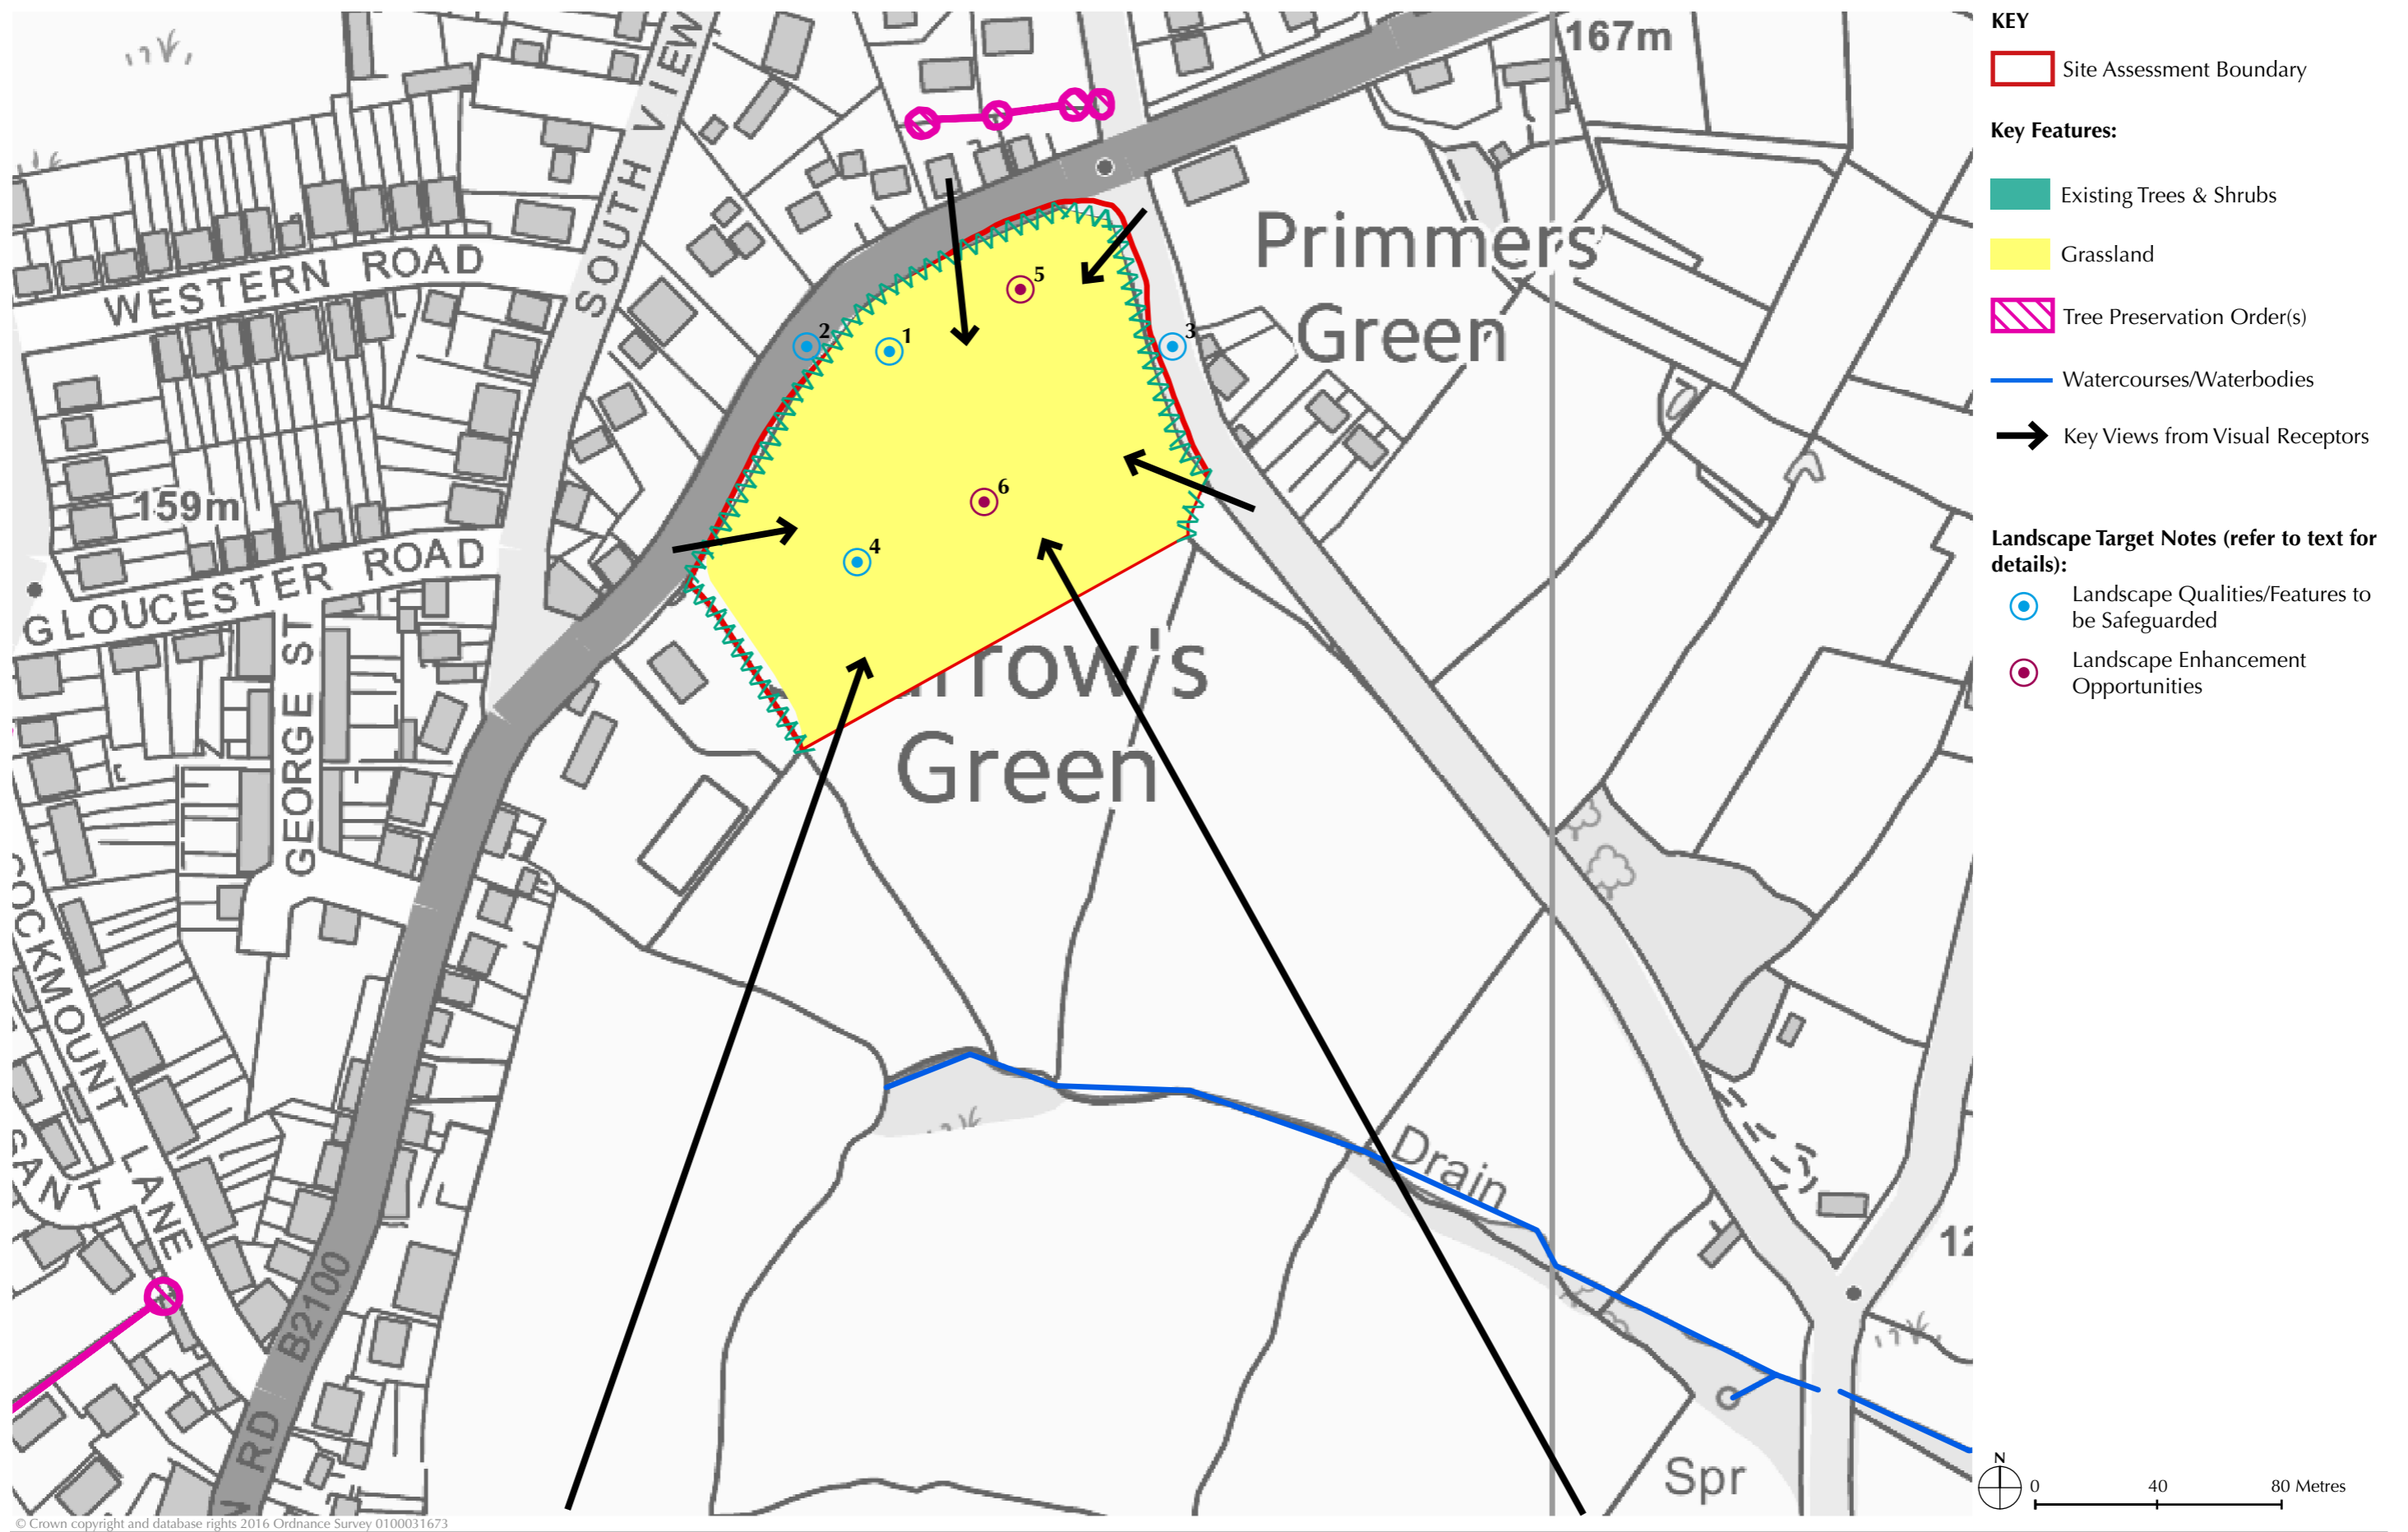 167m
SOUTH VIEW
Primmers
Green
WESTERN ROAD
5
2
1
3
159m
6
GLOUCESTER ROAD
4
GEORGE ST
Green
LANE
Drain
B2100
RD
Spr
© Crown copyright and database rights 2016 Ordnance Survey 0100031673
KEY
Site Assessment Boundary
Key Features:
Existing Trees & Shrubs
Grassland
Tree Preservation Order(s)
Watercourses/Waterbodies
Key Views from Visual Receptors
Landscape Target Notes (refer to text for
details):
Landscape Qualities/Features to
be Safeguarded
Landscape Enhancement
Opportunities
N
0 40 80 Metres